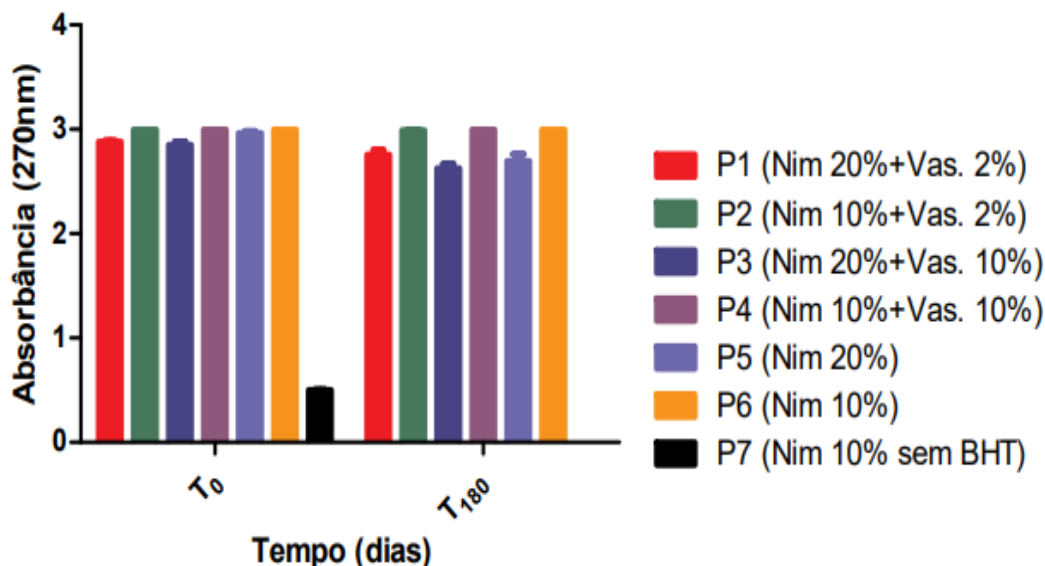 Absorbância (270nm)
4
3
2
1
0
T0
T180
Tempo (dias)
P1 (Nim 20%+Vas. 2%)
P2 (Nim 10%+Vas. 2%)
P3 (Nim 20%+Vas. 10%)
P4 (Nim 10%+Vas. 10%)
P5 (Nim 20%)
P6 (Nim 10%)
P7 (Nim 10% sem BHT)